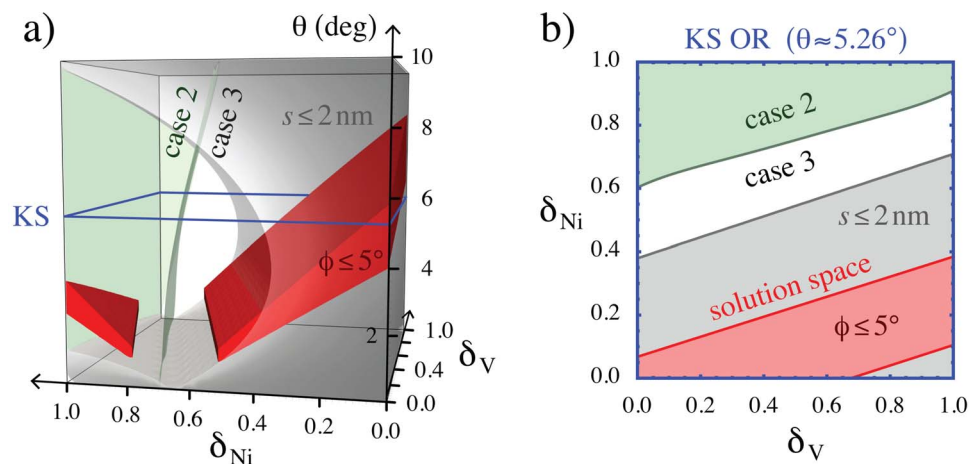 a)
θ (deg)
10
case 2
case 3
s ≤ 2 nm
8
6
KS
ϕ ≤ 5°
4
2
1.0
0.4
0.0
δV
1.0
0.8
0.6
0.4
0.2
0.0
δNi
b)
KS OR (θ≈5.26°)
1.0
0.8
0.6
0.4
0.2
0.0
δNi
case 2
case 3
s ≤ 2 nm
solution space
ϕ ≤ 5°
0.0 0.2 0.4 0.6 0.8 1.0
δV